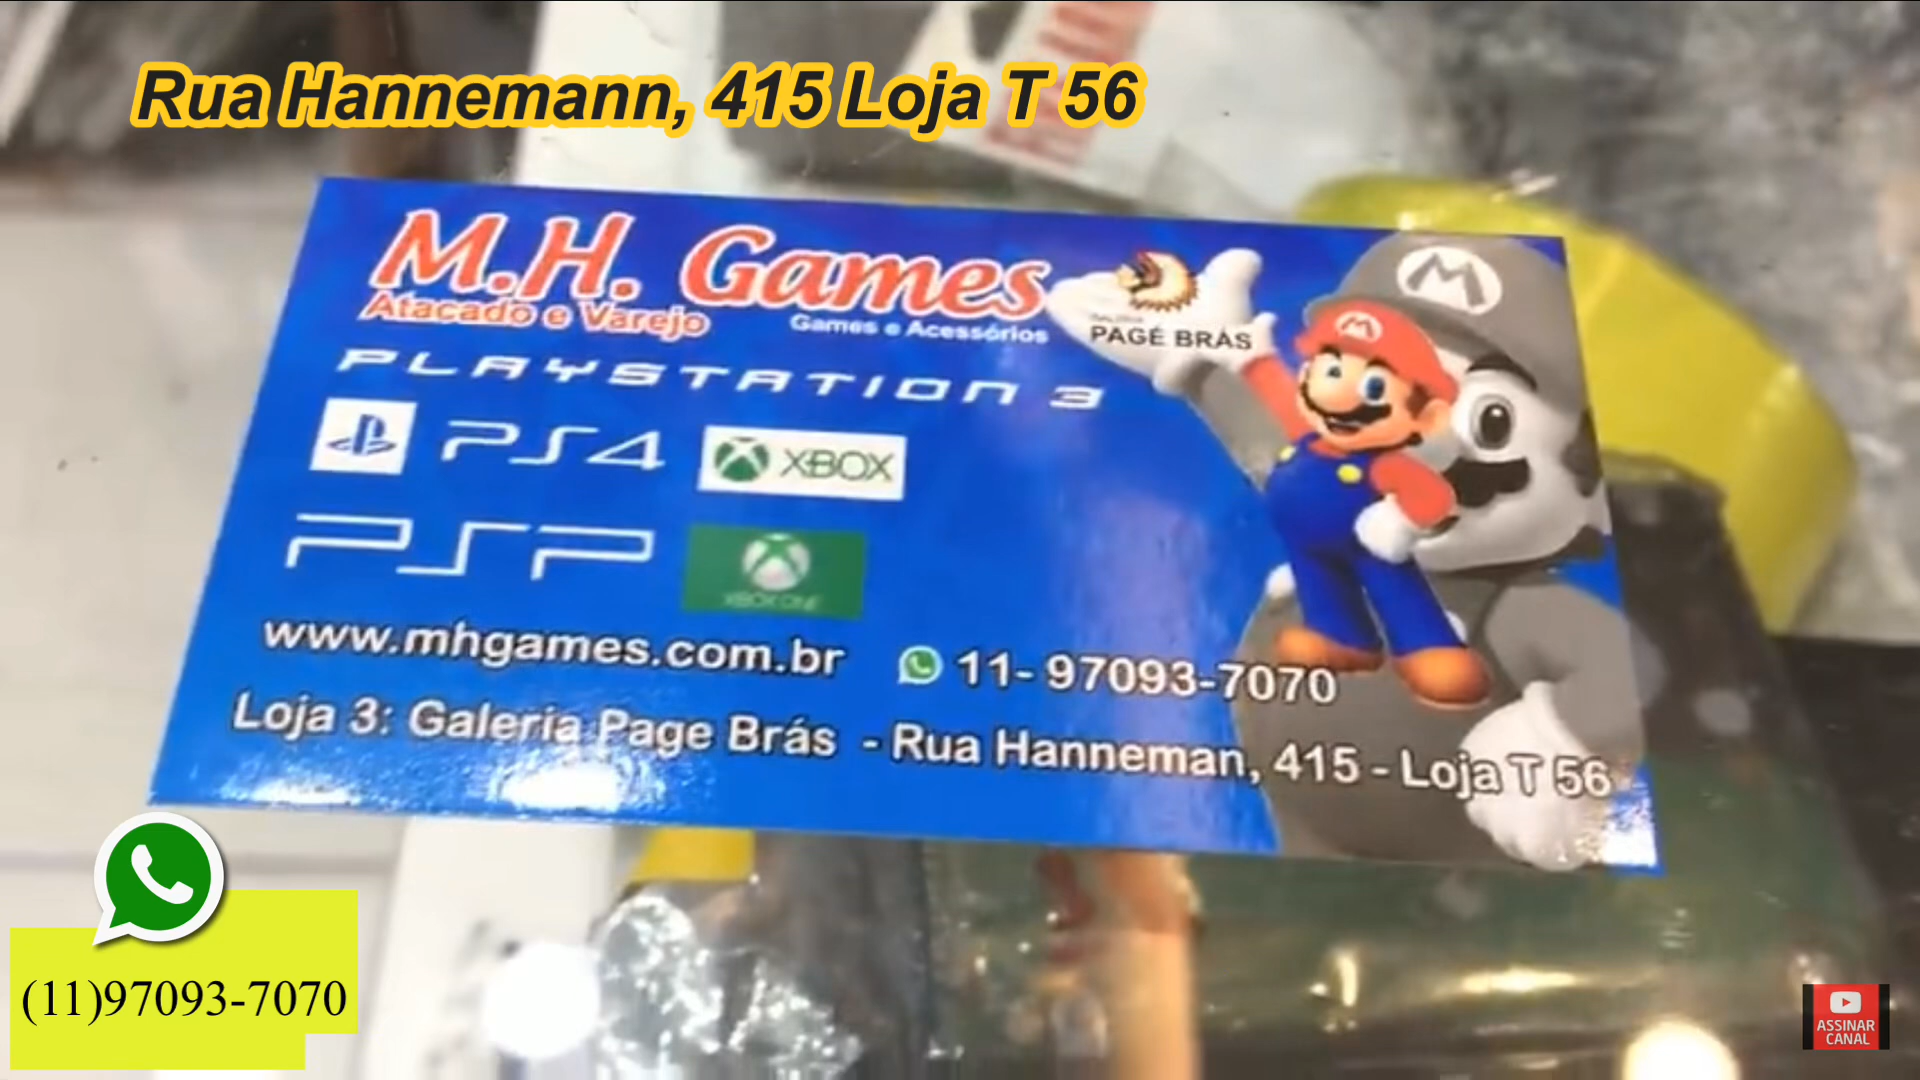 Rua Hannemann, 415 Loja T 56
M.H. Games
Atacado e Varejo
Games e Acessórios
PAGÉ BRÁS
PLAYSTATION 3
PS4
XBOX
PSP
XBOX ONE
www.mhgames.com.br
11- 97093-7070
Loja 3: Galeria Page Brás - Rua Hanneman, 415 - Loja T 56
(11)97093-7070
ASSINAR
CANAL